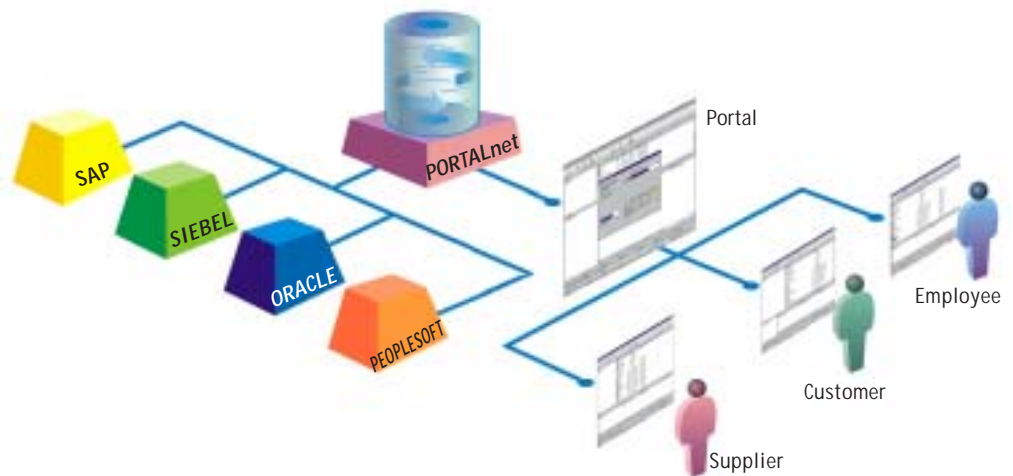 SAP
SIEBEL
ORACLE
PEOPLESOFT
PORTALnet
Portal
Employee
Customer
Supplier